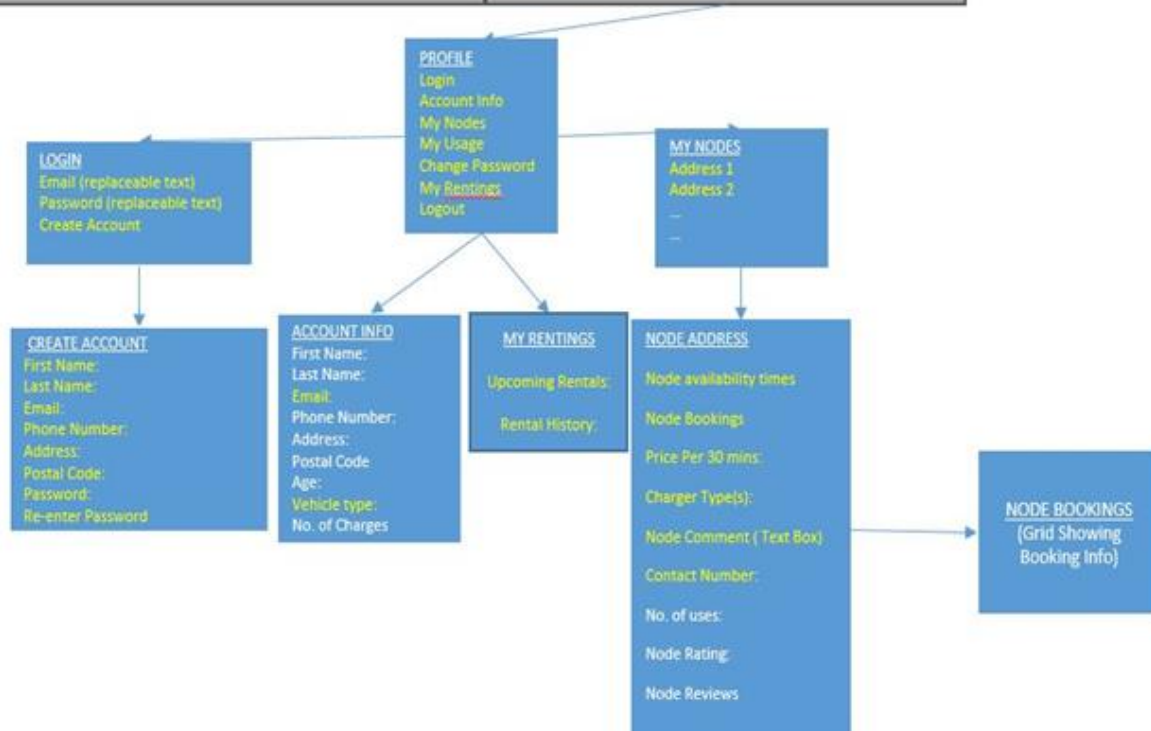 PROFILE
Login
Account Info
My Nodes
My Usage
Change Password
My Rentings
Logout
LOGIN
Email (replaceable text)
Password (replaceable text)
Create Account
MY NODES
Address 1
Address 2
...
...
CREATE ACCOUNT
First Name:
Last Name:
Email:
Phone Number:
Address:
Postal Code:
Password:
Re-enter Password
ACCOUNT INFO
First Name:
Last Name:
Email:
Phone Number:
Address:
Postal Code
Age:
Vehicle type:
No. of Charges
MY RENTINGS
Upcoming Rentals:
Rental History:
NODE ADDRESS
Node availability times
Node Bookings
Price Per 30 mins:
Charger Type(s):
Node Comment ( Text Box)
Contact Number:
No. of uses:
Node Rating:
Node Reviews
NODE BOOKINGS
(Grid Showing
Booking Info)